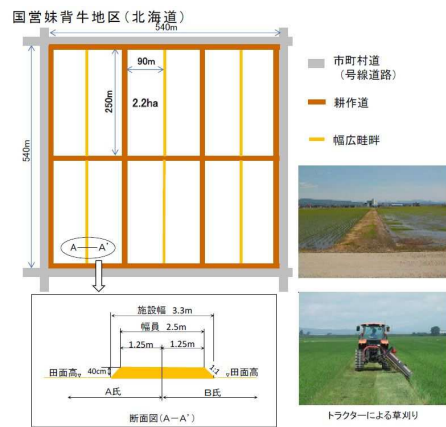 国営妹背牛地区(北海道)
540m
90m
250m
2.2ha
540m
A
A'
市町村道
(号線道路)
耕作道
幅広畦畔
施設幅 3.3m
幅員 2.5m
1.25m
1.25m
田面高
40cm
1:1
田面高
A氏
B氏
断面図(A-A')
トラクターによる草刈り